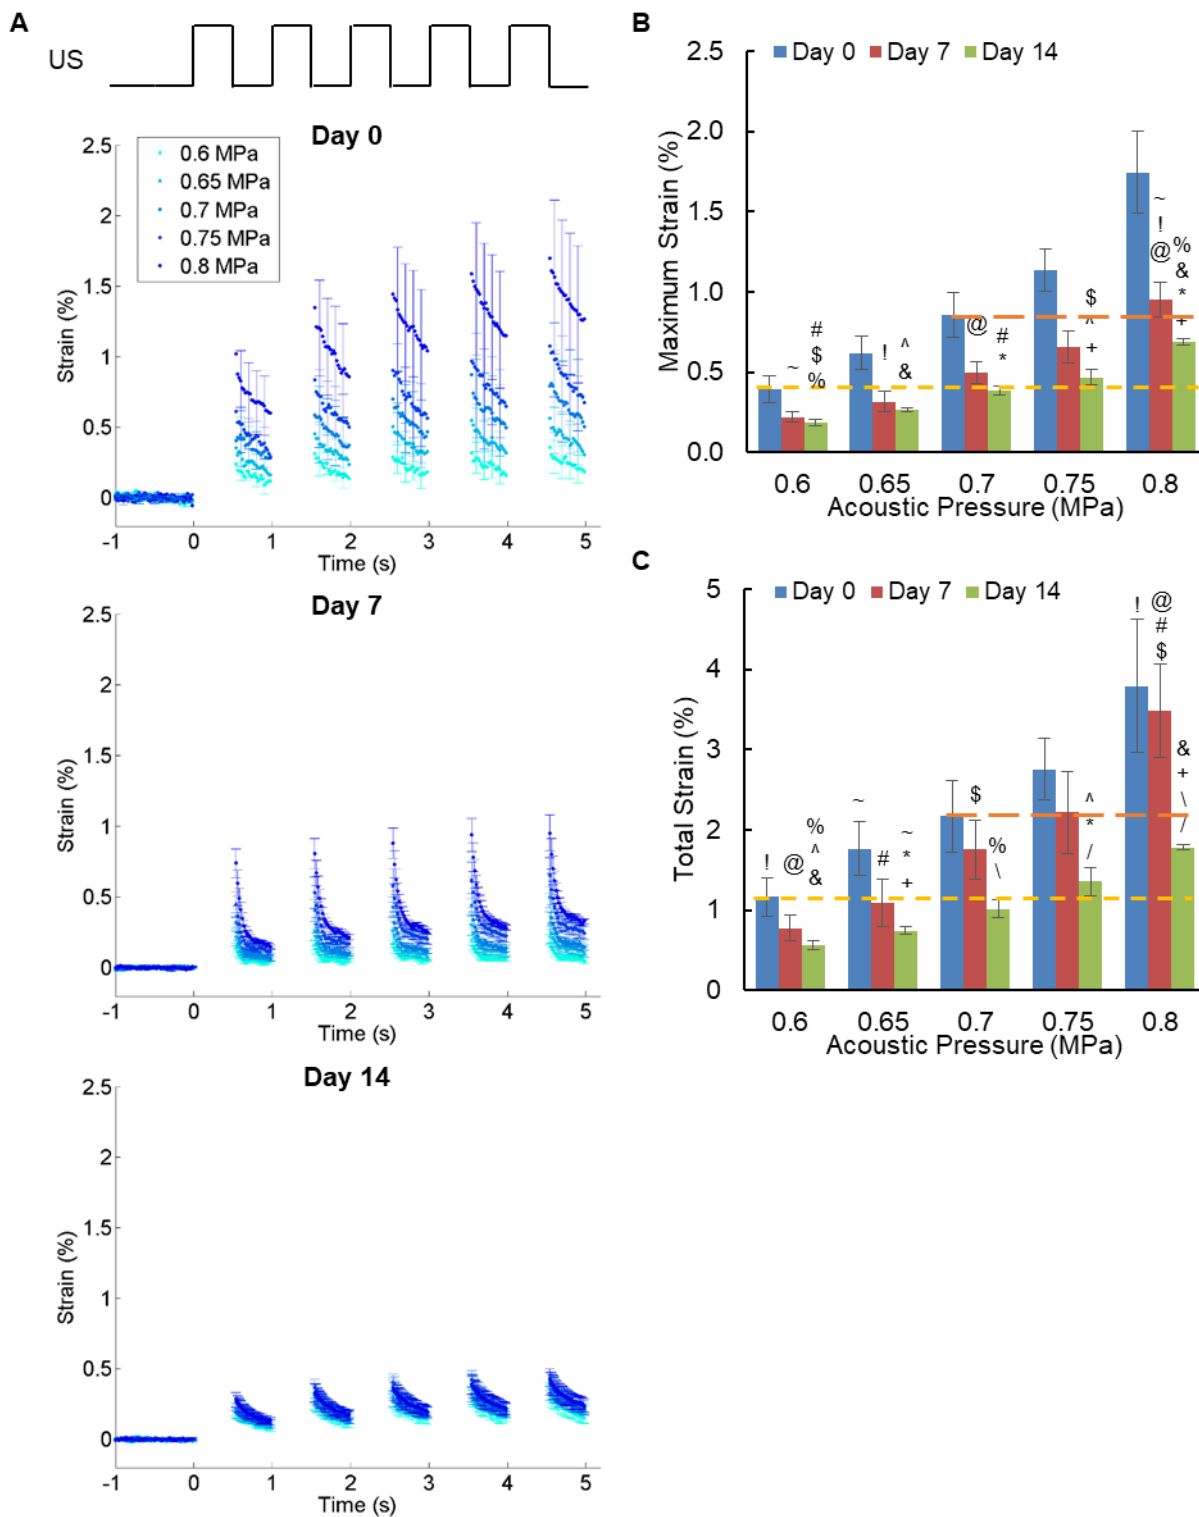 A
US
Day 0
0.6 MPa
0.65 MPa
0.7 MPa
0.75 MPa
0.8 MPa
2.5
2
1.5
1
0.5
0
Strain (%)
-1 0 1 2 3 4 5
Time (s)
Day 7
2.5
2
1.5
1
0.5
0
Strain (%)
-1 0 1 2 3 4 5
Time (s)
Day 14
2.5
2
1.5
1
0.5
0
Strain (%)
-1 0 1 2 3 4 5
Time (s)
B
Day 0 Day 7 Day 14
2.5
2.0
1.5
1.0
0.5
0.0
Maximum Strain (%)
~
#
$
%
!
^
&
@
#
*
$
^
+
~
!
@
%
&
*
+
0.6 0.65 0.7 0.75 0.8
Acoustic Pressure (MPa)
C
Day 0 Day 7 Day 14
5
4
3
2
1
0
Total Strain (%)
!
@
%
^
&
~
#
~
*
+
$
%
\
^
*
/
!
@
#
$
&
+
\
/
0.6 0.65 0.7 0.75 0.8
Acoustic Pressure (MPa)